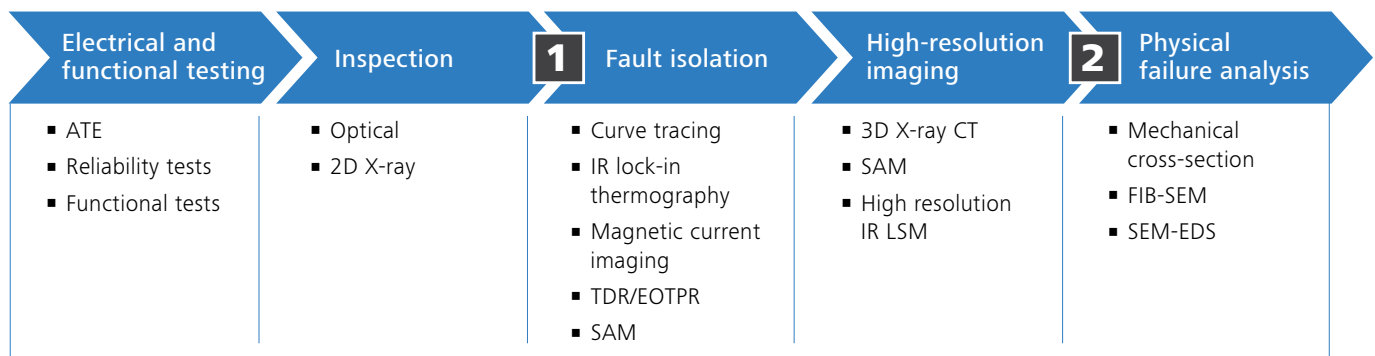 Electrical and
functional testing
Inspection
1
Fault isolation
High-resolution
imaging
2
Physical
failure analysis
▪ ATE
▪ Reliability tests
▪ Functional tests
▪ Optical
▪ 2D X-ray
▪ Curve tracing
▪ IR lock-in
thermography
▪ Magnetic current
imaging
▪ TDR/EOTPR
▪ SAM
▪ 3D X-ray CT
▪ SAM
▪ High resolution
IR LSM
▪ Mechanical
cross-section
▪ FIB-SEM
▪ SEM-EDS